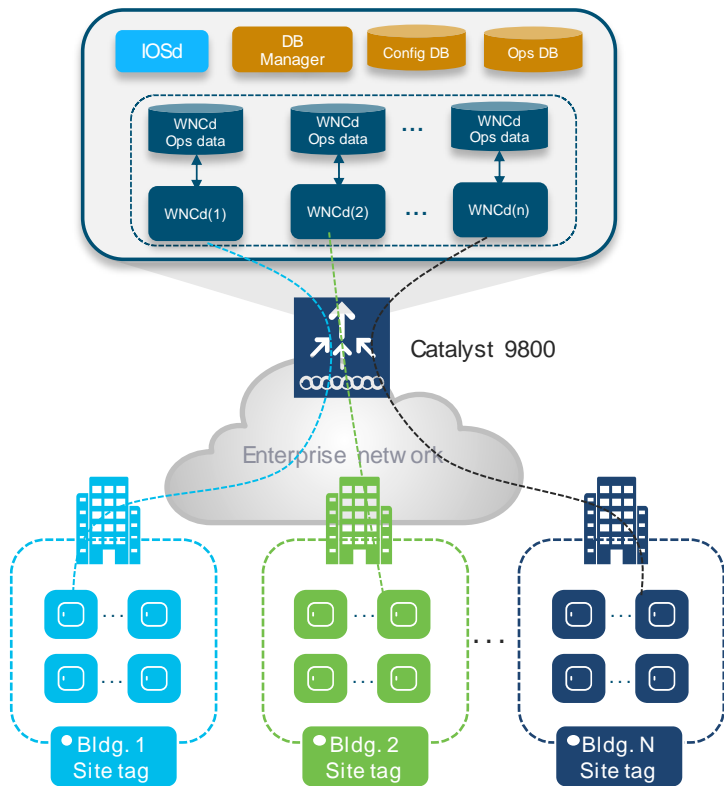 IOSd
DB
Manager
Config DB
Ops DB
WNCd
Ops data
WNCd
Ops data
...
WNCd
Ops data
WNCd(1)
WNCd(2)
...
WNCd(n)
Catalyst 9800
Enterprise network
...
...
...
...
...
...
...
Bldg. 1
Site tag
Bldg. 2
Site tag
Bldg. N
Site tag